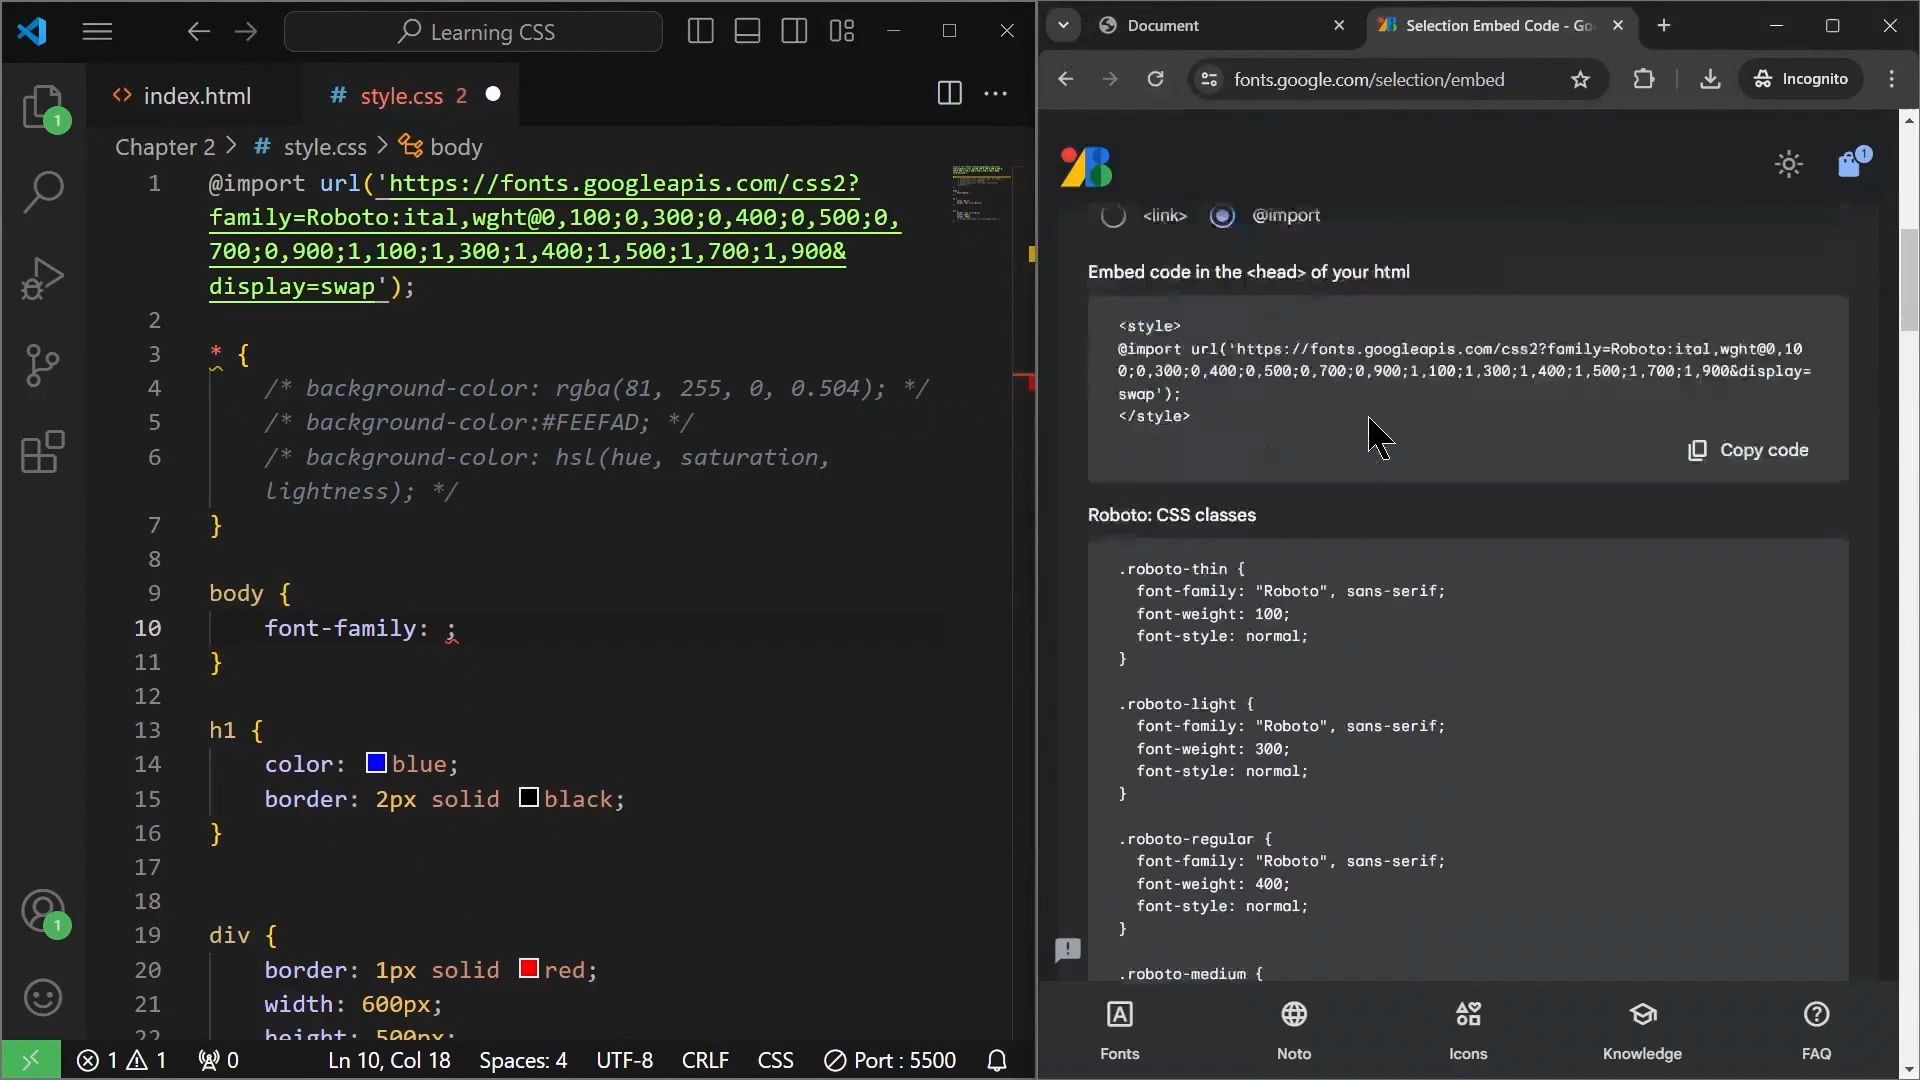 Learning CSS
index.html
# style.css 2
Chapter 2 > # style.css > body
1 @import url('https://fonts.googleapis.com/css2?
family=Roboto:ital,wght@0,100;0,300;0,400;0,500;0,
700;0,900;1,100;1,300;1,400;1,500;1,700;1,900&
display=swap');
2
3 * {
4 /* background-color: rgba(81, 255, 0, 0.504); */
5 /* background-color:#FEEFAD; */
6 /* background-color: hsl(hue, saturation,
lightness); */
7 }
8
9 body {
10 font-family: ;
11 }
12
13 h1 {
14 color: blue;
15 border: 2px solid black;
16 }
17
18
19 div {
20 border: 1px solid red;
21 width: 600px;
22 height: 500px;
1
1
1 1 0 Ln 10, Col 18 Spaces: 4 UTF-8 CRLF CSS Port : 5500
Document
Selection Embed Code - Go
fonts.google.com/selection/embed
Incognito
1
<link> @import
Embed code in the <head> of your html
<style>
@import url('https://fonts.googleapis.com/css2?family=Roboto:ital,wght@0,10
0;0,300;0,400;0,500;0,700;0,900;1,100;1,300;1,400;1,500;1,700;1,900&display=
swap');
</style>
Copy code
Roboto: CSS classes
.roboto-thin {
font-family: "Roboto", sans-serif;
font-weight: 100;
font-style: normal;
}
.roboto-light {
font-family: "Roboto", sans-serif;
font-weight: 300;
font-style: normal;
}
.roboto-regular {
font-family: "Roboto", sans-serif;
font-weight: 400;
font-style: normal;
}
.roboto-medium {
Fonts
Noto
Icons
Knowledge
FAQ